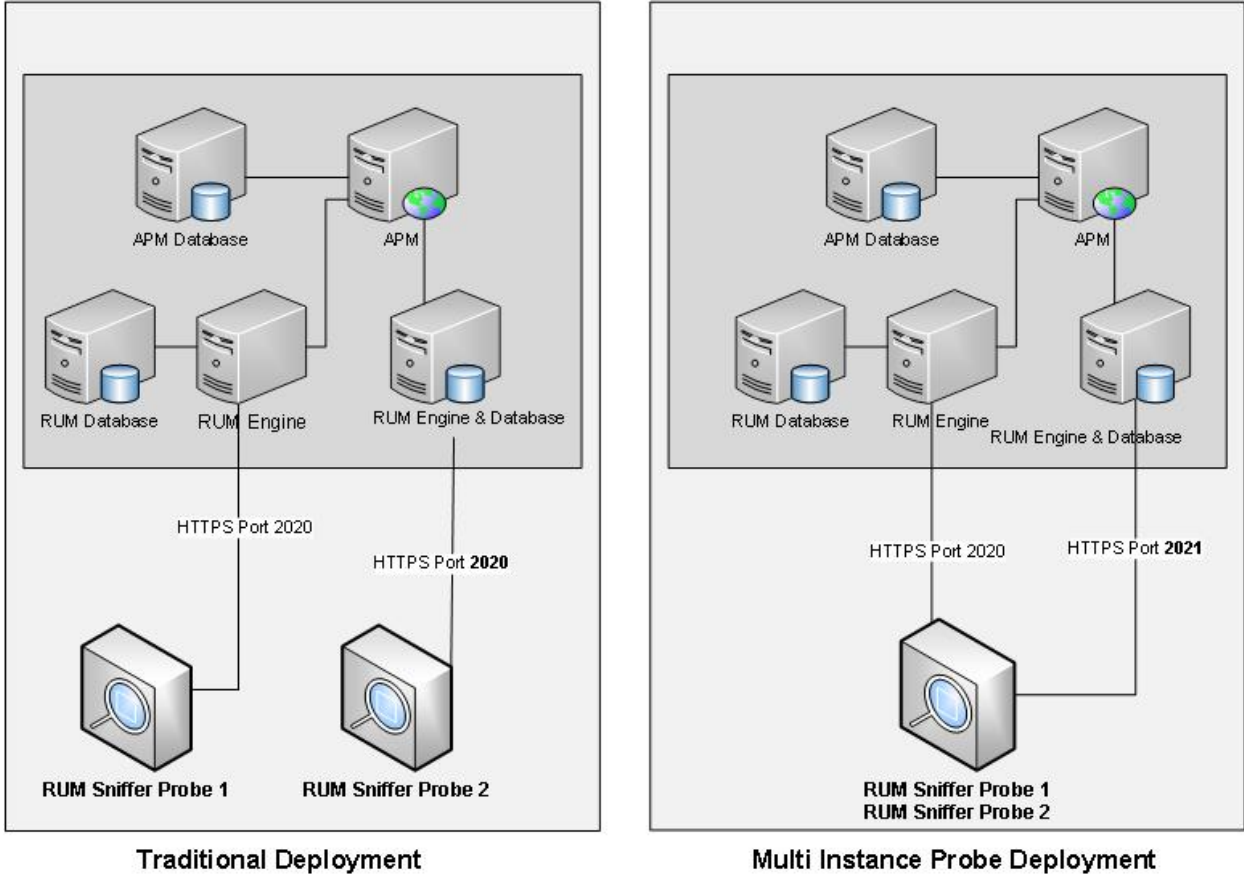 APM Database
APM
RUM Database
RUM Engine
RUM Engine & Database
HTTPS Port 2020
HTTPS Port 2020
RUM Sniffer Probe 1
RUM Sniffer Probe 2
Traditional Deployment
APM Database
APM
RUM Database
RUM Engine
RUM Engine & Database
HTTPS Port 2020
HTTPS Port 2021
RUM Sniffer Probe 1
RUM Sniffer Probe 2
Multi Instance Probe Deployment